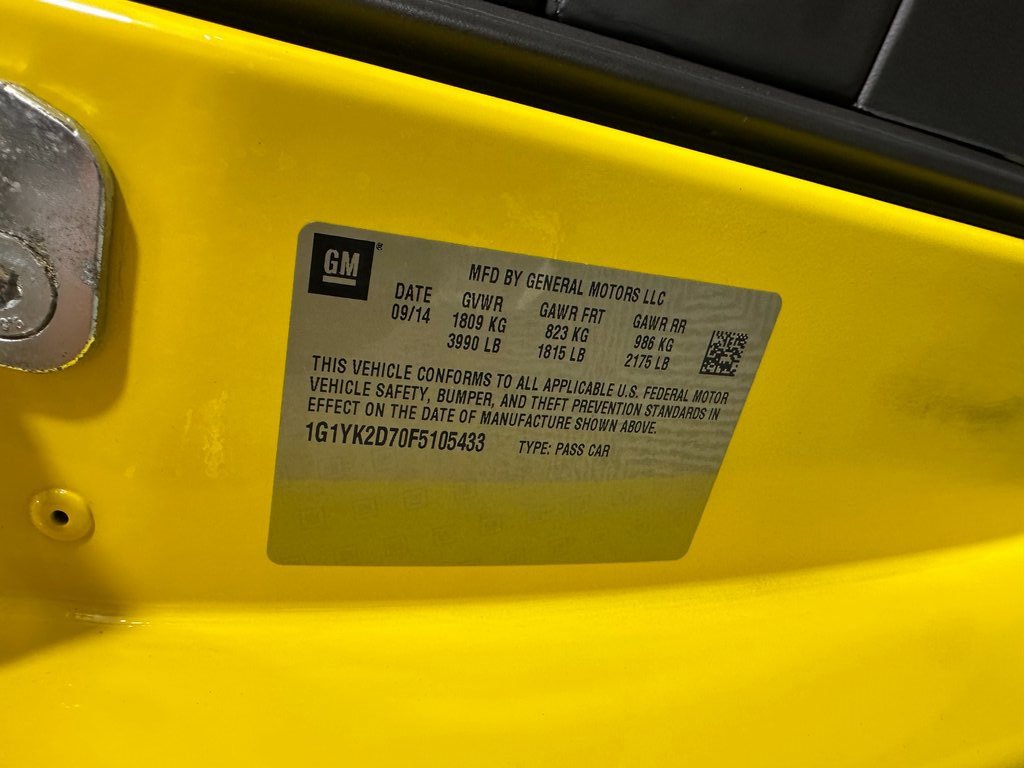 GM®
MFD BY GENERAL MOTORS LLC
DATE GVWR GAWR FRT GAWR RR
09/14 1809 KG 823 KG 986 KG
3990 LB 1815 LB 2175 LB
THIS VEHICLE CONFORMS TO ALL APPLICABLE U.S. FEDERAL MOTOR
VEHICLE SAFETY, BUMPER, AND THEFT PREVENTION STANDARDS IN
EFFECT ON THE DATE OF MANUFACTURE SHOWN ABOVE.
1G1YK2D70F5105433 TYPE: PASS CAR